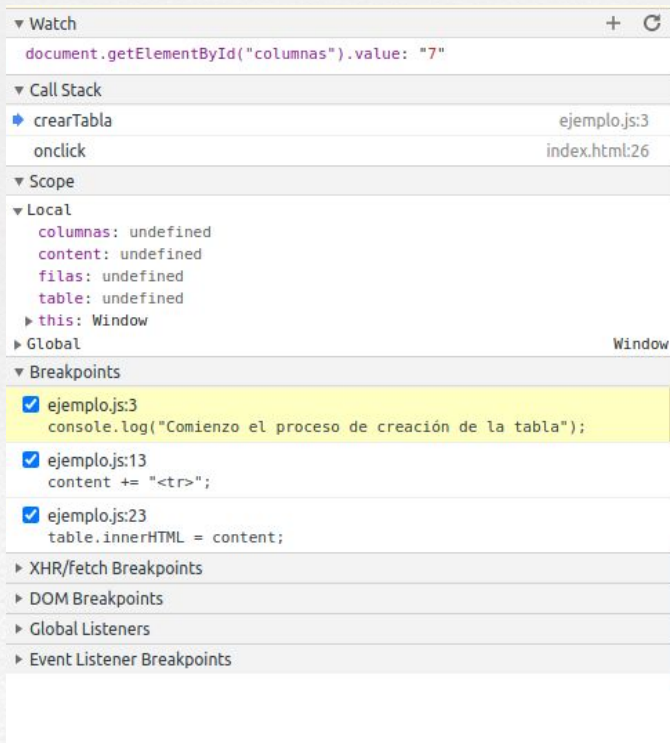 Watch
document.getElementById("columnas").value: "7"
Call Stack
crearTabla ejemplo.js:3
onclick index.html:26
Scope
Local
columnas: undefined
content: undefined
filas: undefined
table: undefined
this: Window
Global Window
Breakpoints
ejemplo.js:3
console.log("Comienzo el proceso de creación de la tabla");
ejemplo.js:13
content += "<tr>";
ejemplo.js:23
table.innerHTML = content;
XHR/fetch Breakpoints
DOM Breakpoints
Global Listeners
Event Listener Breakpoints